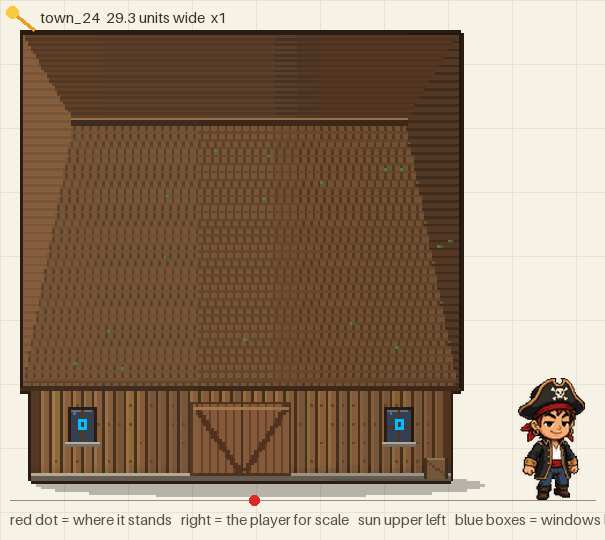 town_24 29.3 units wide x1
red dot = where it stands right = the player for scale sun upper left blue boxes = windows